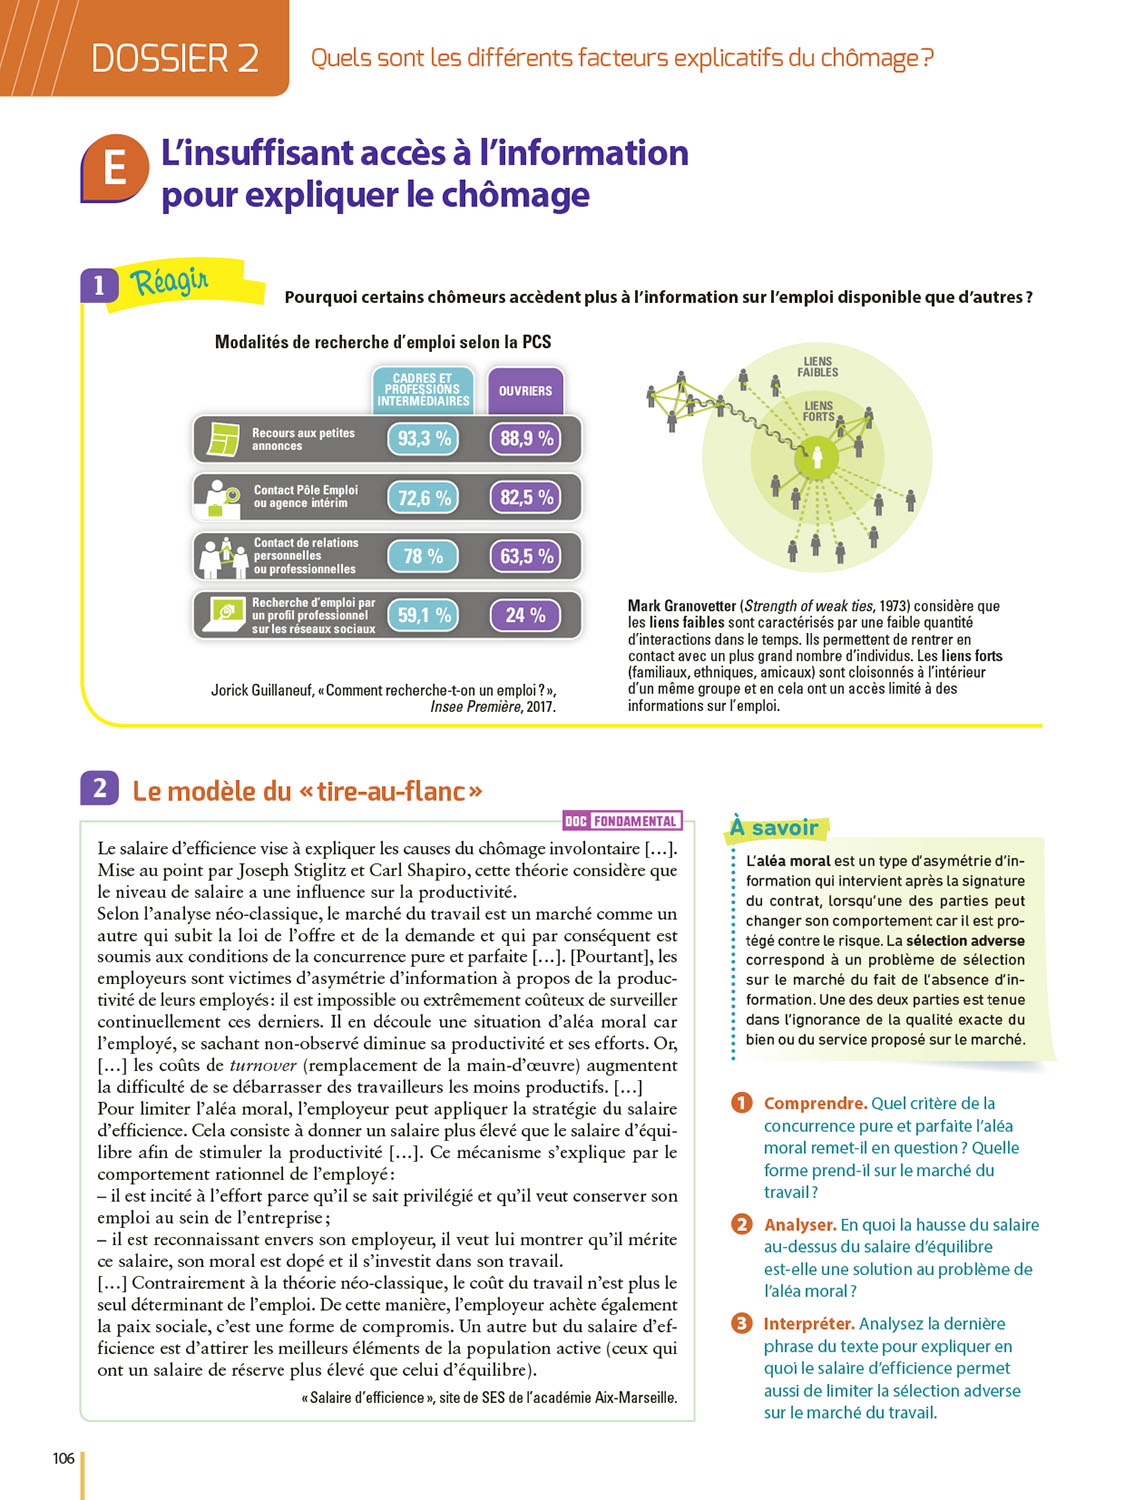 DOSSIER 2
Quels sont les différents facteurs explicatifs du chômage ?
E
L'insuffisant accès à l'information
pour expliquer le chômage
1
Réagir
Pourquoi certains chômeurs accèdent plus à l'information sur l'emploi disponible que d'autres ?
Modalités de recherche d'emploi selon la PCS
CADRES ET
PROFESSIONS
INTERMÉDIAIRES
OUVRIERS
Recours aux petites
annonces
93,3 %
88,9 %
Contact Pôle Emploi
ou agence intérim
72,6 %
82,5 %
Contact de relations
personnelles
ou professionnelles
78 %
63,5 %
Recherche d'emploi par
un profil professionnel
sur les réseaux sociaux
59,1 %
24 %
Jorick Guillaneuf, « Comment recherche-t-on un emploi ? »,
Insee Première, 2017.
LIENS
FAIBLES
LIENS
FORTS
Mark Granovetter (Strength of weak ties, 1973) considère que
les liens faibles sont caractérisés par une faible quantité
d'interactions dans le temps. Ils permettent de rentrer en
contact avec un plus grand nombre d'individus. Les liens forts
(familiaux, ethniques, amicaux) sont cloisonnés à l'intérieur
d'un même groupe et en cela ont un accès limité à des
informations sur l'emploi.
2
Le modèle du « tire-au-flanc »
DOC FONDAMENTAL
Le salaire d'efficience vise à expliquer les causes du chômage involontaire […].
Mise au point par Joseph Stiglitz et Carl Shapiro, cette théorie considère que
le niveau de salaire a une influence sur la productivité.
Selon l'analyse néo-classique, le marché du travail est un marché comme un
autre qui subit la loi de l'offre et de la demande et qui par conséquent est
soumis aux conditions de la concurrence pure et parfaite […]. [Pourtant], les
employeurs sont victimes d'asymétrie d'information à propos de la produc-
tivité de leurs employés : il est impossible ou extrêmement coûteux de surveiller
continuellement ces derniers. Il en découle une situation d'aléa moral car
l'employé, se sachant non-observé diminue sa productivité et ses efforts. Or,
[…] les coûts de turnover (remplacement de la main-d'œuvre) augmentent
la difficulté de se débarrasser des travailleurs les moins productifs. […]
Pour limiter l'aléa moral, l'employeur peut appliquer la stratégie du salaire
d'efficience. Cela consiste à donner un salaire plus élevé que le salaire d'équi-
libre afin de stimuler la productivité […]. Ce mécanisme s'explique par le
comportement rationnel de l'employé :
– il est incité à l'effort parce qu'il se sait privilégié et qu'il veut conserver son
emploi au sein de l'entreprise ;
– il est reconnaissant envers son employeur, il veut lui montrer qu'il mérite
ce salaire, son moral est dopé et il s'investit dans son travail.
[…] Contrairement à la théorie néo-classique, le coût du travail n'est plus le
seul déterminant de l'emploi. De cette manière, l'employeur achète également
la paix sociale, c'est une forme de compromis. Un autre but du salaire d'ef-
ficience est d'attirer les meilleurs éléments de la population active (ceux qui
ont un salaire de réserve plus élevé que celui d'équilibre).
« Salaire d'efficience », site de SES de l'académie Aix-Marseille.
À savoir
L'aléa moral est un type d'asymétrie d'in-
formation qui intervient après la signature
du contrat, lorsqu'une des parties peut
changer son comportement car il est pro-
tégé contre le risque. La sélection adverse
correspond à un problème de sélection
sur le marché du fait de l'absence d'in-
formation. Une des deux parties est tenue
dans l'ignorance de la qualité exacte du
bien ou du service proposé sur le marché.
1 Comprendre. Quel critère de la
concurrence pure et parfaite l'aléa
moral remet-il en question ? Quelle
forme prend-il sur le marché du
travail ?
2 Analyser. En quoi la hausse du salaire
au-dessus du salaire d'équilibre
est-elle une solution au problème de
l'aléa moral ?
3 Interpréter. Analysez la dernière
phrase du texte pour expliquer en
quoi le salaire d'efficience permet
aussi de limiter la sélection adverse
sur le marché du travail.
106